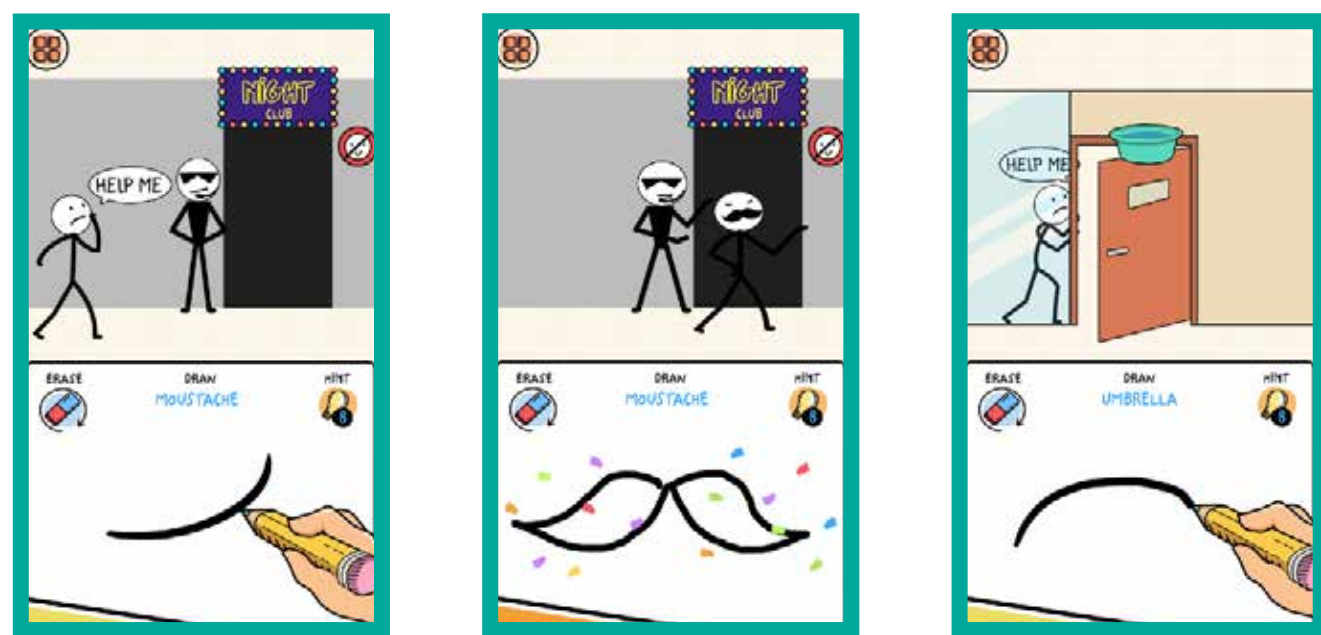 NiGHT
CLUB
HELP ME
ERASE
DRAW
HINT
MOUSTACHE
8
NiGHT
CLUB
ERASE
DRAW
HINT
MOUSTACHE
8
HELP ME
ERASE
DRAW
HINT
UMBRELLA
8